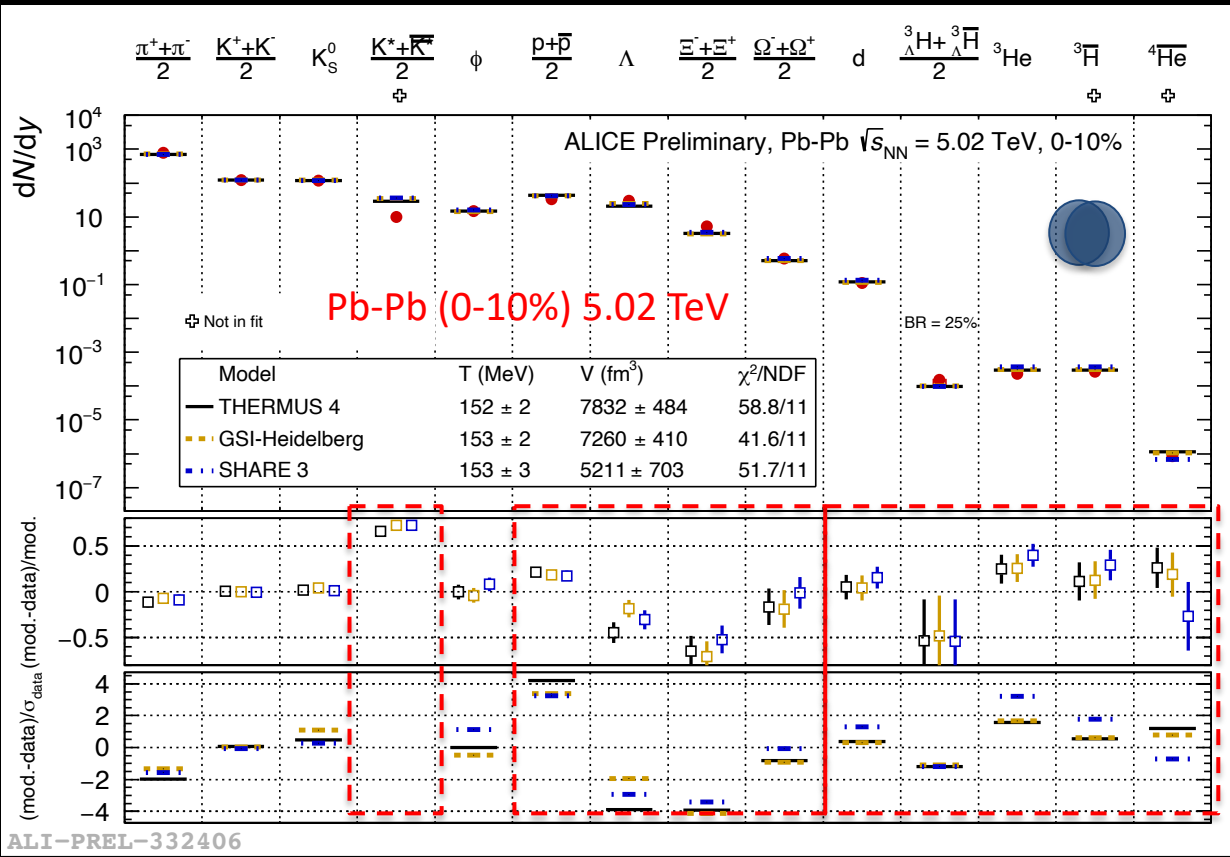 π⁺+π⁻/2 K⁺+K⁻/2 K⁰S K*+K̅*/2 ϕ p+p̅/2 Λ Ξ⁻+Ξ⁺/2 Ω⁻+Ω⁺/2 d ³ΛH+³ΛH̅/2 ³He ³H̅ ⁴H̅e̅
dN/dy
10⁴
10³
10
10⁻¹
10⁻³
10⁻⁵
10⁻⁷
ALICE Preliminary, Pb-Pb √sNN = 5.02 TeV, 0-10%
Pb-Pb (0-10%) 5.02 TeV
Not in fit
BR = 25%
Model T (MeV) V (fm³) χ²/NDF
THERMUS 4 152 ± 2 7832 ± 484 58.8/11
GSI-Heidelberg 153 ± 2 7260 ± 410 41.6/11
SHARE 3 153 ± 3 5211 ± 703 51.7/11
(mod.-data)/mod.
0.5
0
−0.5
(mod.-data)/σdata
4
2
0
−2
−4
ALI-PREL-332406